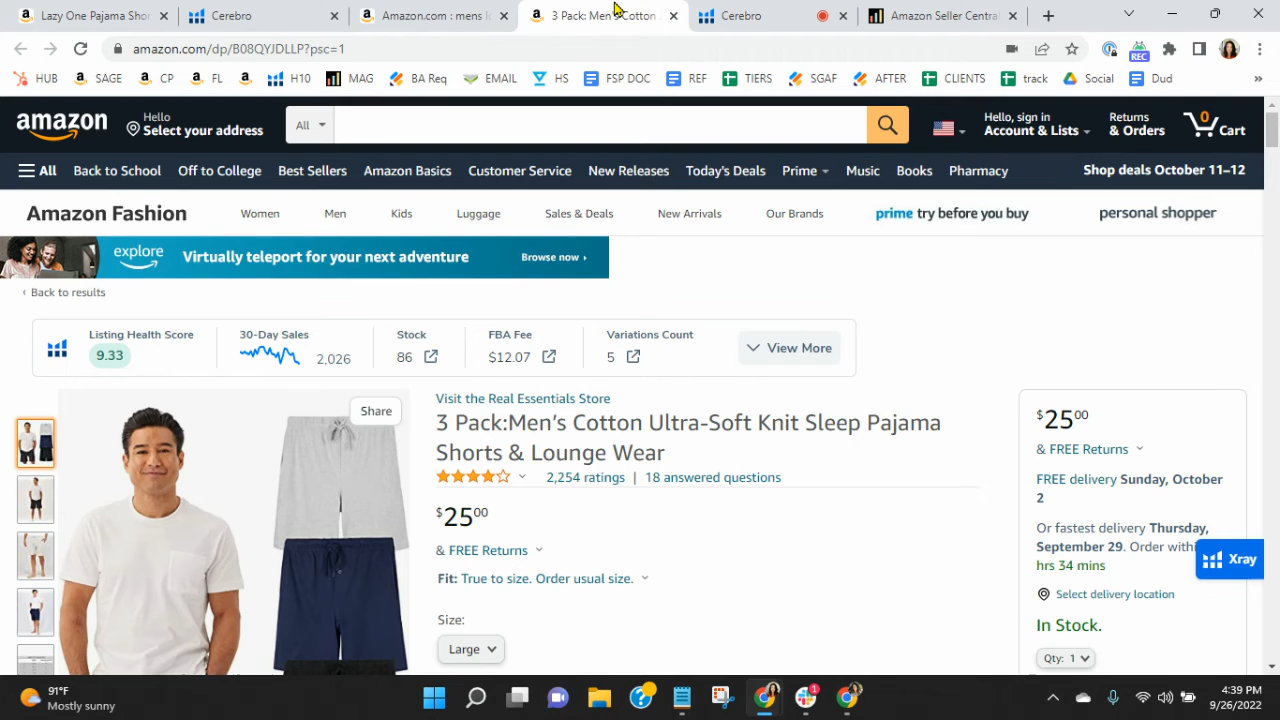 Lazy One Pajama Shor
Cerebro
Amazon.com : mens l
3 Pack: Men's Cotton
Cerebro
Amazon Seller Centra
amazon.com/dp/B08QYJDLLP?psc=1
REC
HUB
SAGE
CP
FL
H10
MAG
BA Req
EMAIL
HS
FSP DOC
REF
TIERS
SGAF
AFTER
CLIENTS
track
Social
Dud
amazon
Hello
Select your address
All
Hello, sign in
Account & Lists
Returns
& Orders
0
Cart
All
Back to School
Off to College
Best Sellers
Amazon Basics
Customer Service
New Releases
Today's Deals
Prime
Music
Books
Pharmacy
Shop deals October 11–12
Amazon Fashion
Women
Men
Kids
Luggage
Sales & Deals
New Arrivals
Our Brands
prime try before you buy
personal shopper
explore
Virtually teleport for your next adventure
Browse now ›
‹ Back to results
Listing Health Score
9.33
30-Day Sales
2,026
Stock
86
FBA Fee
$12.07
Variations Count
5
View More
Share
Visit the Real Essentials Store
3 Pack:Men's Cotton Ultra-Soft Knit Sleep Pajama
Shorts & Lounge Wear
2,254 ratings | 18 answered questions
$25 00
& FREE Returns
Fit: True to size. Order usual size.
Size:
Large
$25 00
& FREE Returns
FREE delivery Sunday, October
2
Or fastest delivery Thursday,
September 29. Order within
hrs 34 mins
Xray
Select delivery location
In Stock.
Qty: 1
91°F
Mostly sunny
1
4:39 PM
9/26/2022